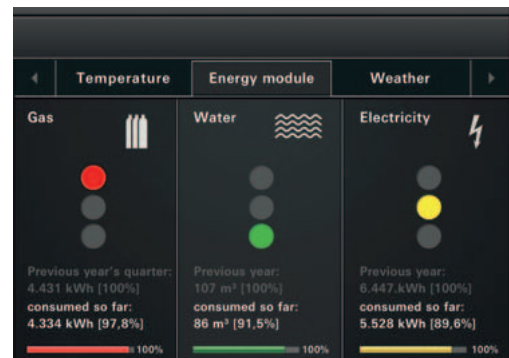 Temperature
Energy module
Weather
Gas
Previous year's quarter:
4.431 kWh [100%]
consumed so far:
4.334 kWh [97,8%]
100%
Water
Previous year:
107 m³ [100%]
consumed so far:
86 m³ [91,5%]
100%
Electricity
Previous year:
6.447.kWh [100%]
consumed so far:
5.528 kWh [89,6%]
100%